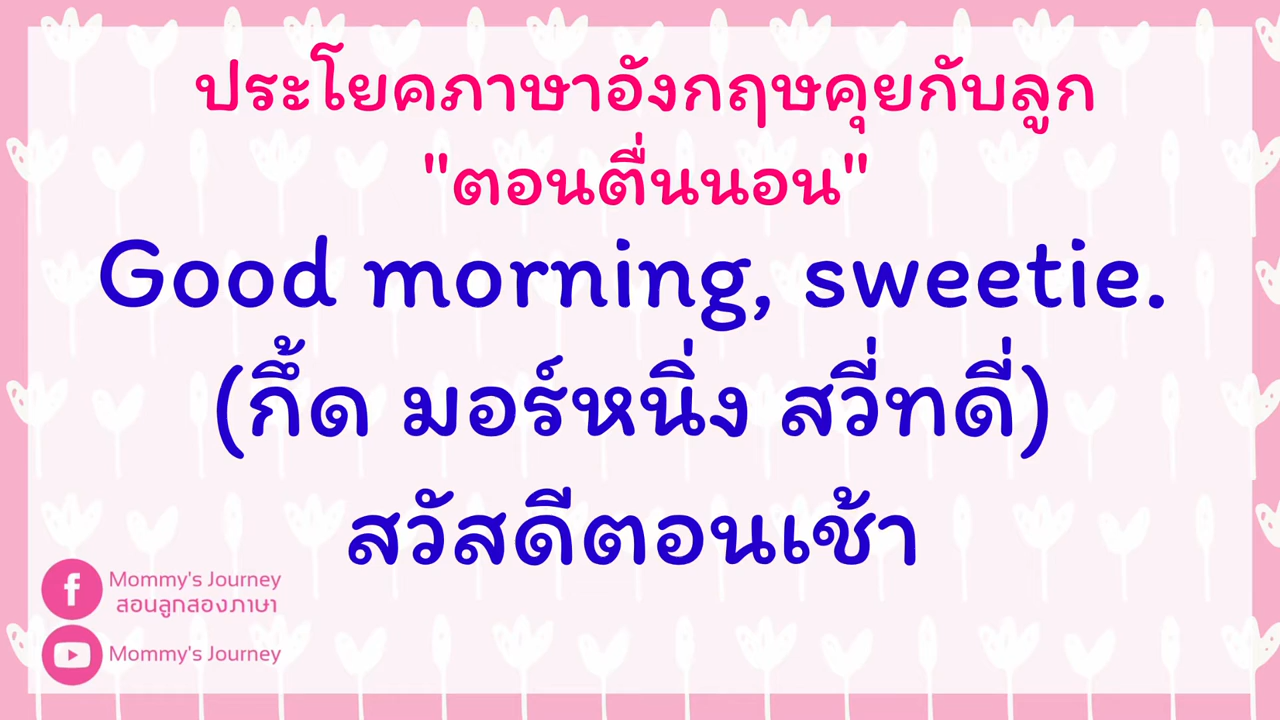 ประโยคภาษาอังกฤษคุยกับลูก
"ตอนตื่นนอน"
Good morning, sweetie.
(กึ้ด มอร์หนิ่ง สวี่ทดี่)
สวัสดีตอนเช้า
Mommy's Journey
สอนลูกสองภาษา
Mommy's Journey